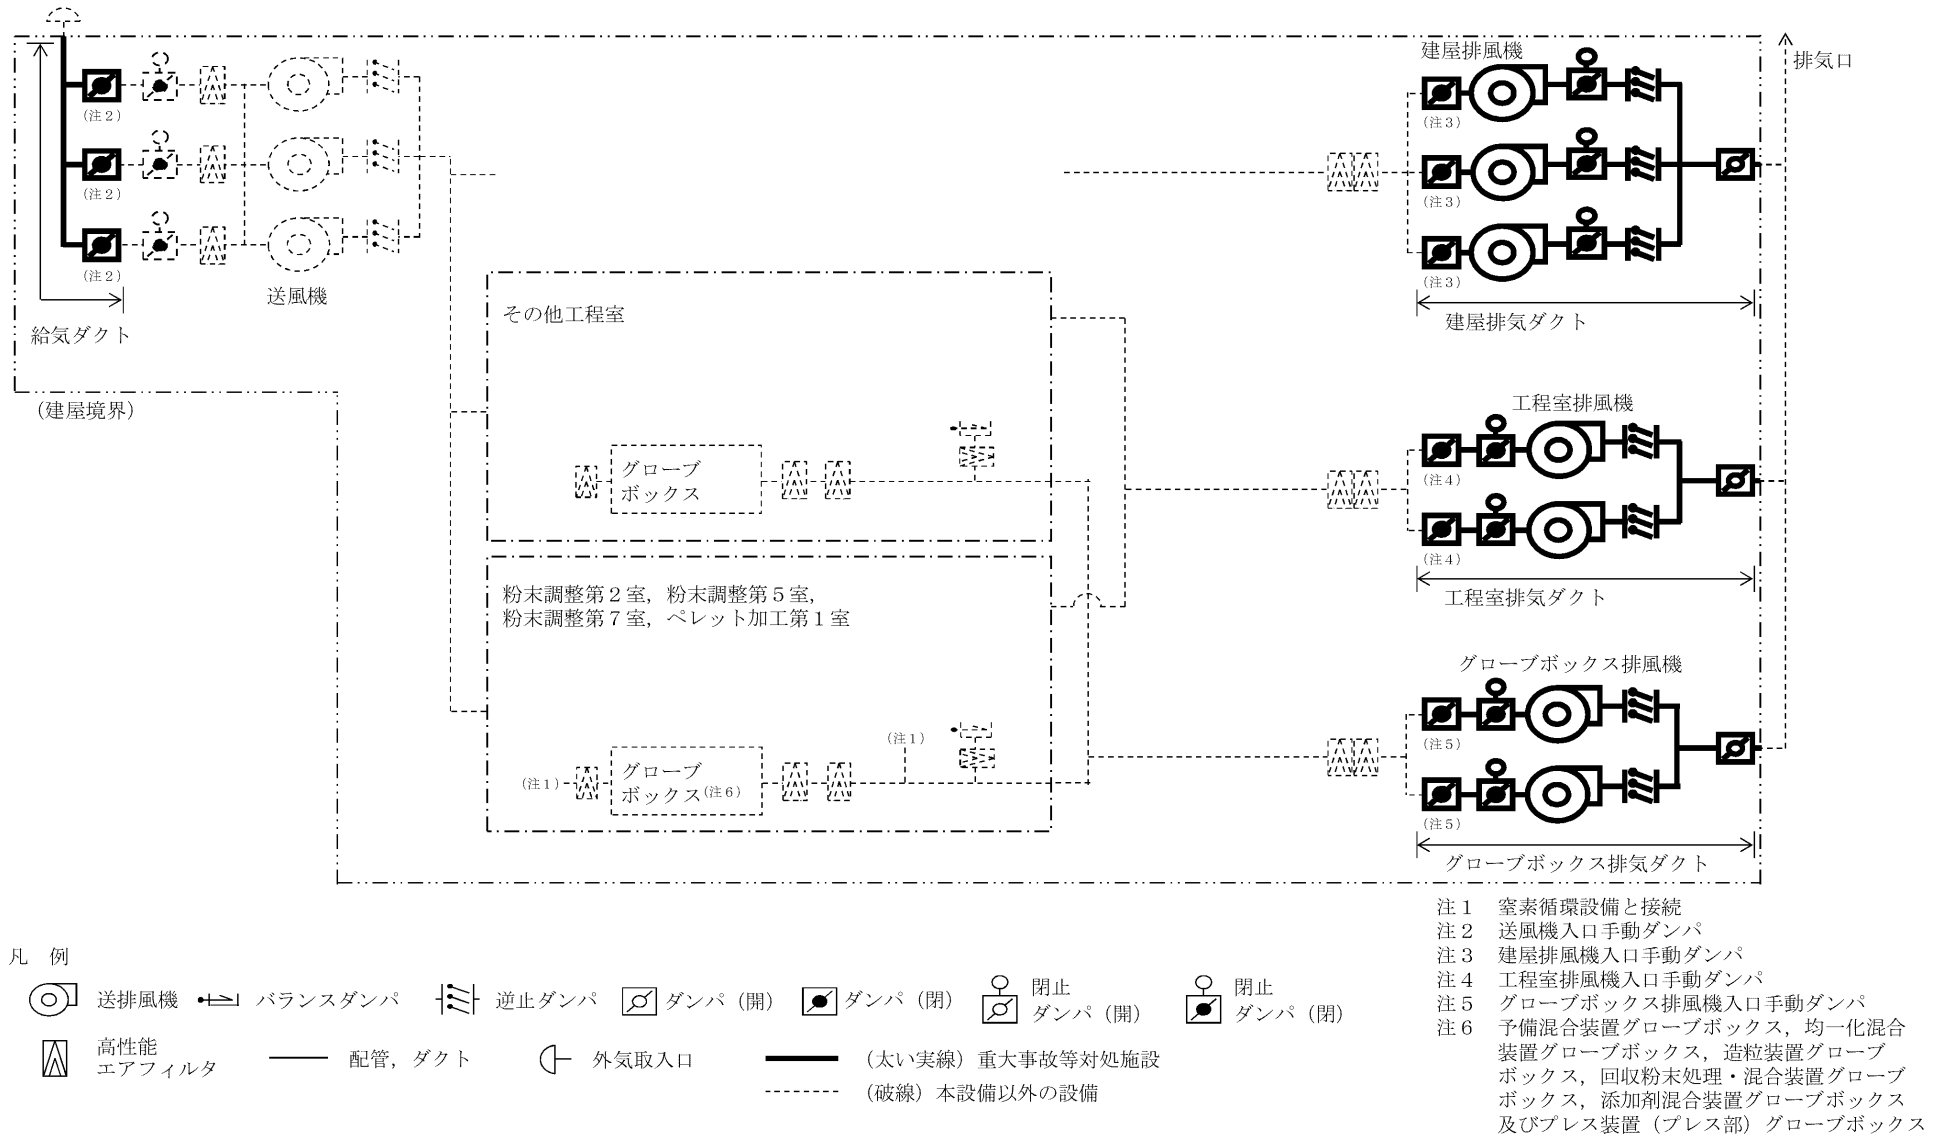 建屋排風機
排気口
(注２)
(注２)
(注２)
(注３)
(注３)
(注３)
送風機
給気ダクト
(建屋境界)
建屋排気ダクト
その他工程室
グローブ
ボックス
工程室排風機
(注４)
(注４)
工程室排気ダクト
粉末調整第２室，粉末調整第５室，
粉末調整第７室，ペレット加工第１室
(注１)
(注１)
グローブ
ボックス(注６)
グローブボックス排風機
(注５)
(注５)
グローブボックス排気ダクト
注１　窒素循環設備と接続
注２　送風機入口手動ダンパ
注３　建屋排風機入口手動ダンパ
注４　工程室排風機入口手動ダンパ
注５　グローブボックス排風機入口手動ダンパ
注６　予備混合装置グローブボックス，均一化混合
装置グローブボックス，造粒装置グローブ
ボックス，回収粉末処理・混合装置グローブ
ボックス，添加剤混合装置グローブボックス
及びプレス装置（プレス部）グローブボックス
凡　例
送排風機
バランスダンパ
逆止ダンパ
ダンパ（開）
ダンパ（閉）
閉止
ダンパ（開）
閉止
ダンパ（閉）
高性能
エアフィルタ
配管，ダクト
外気取入口
（太い実線）重大事故等対処施設
（破線）本設備以外の設備